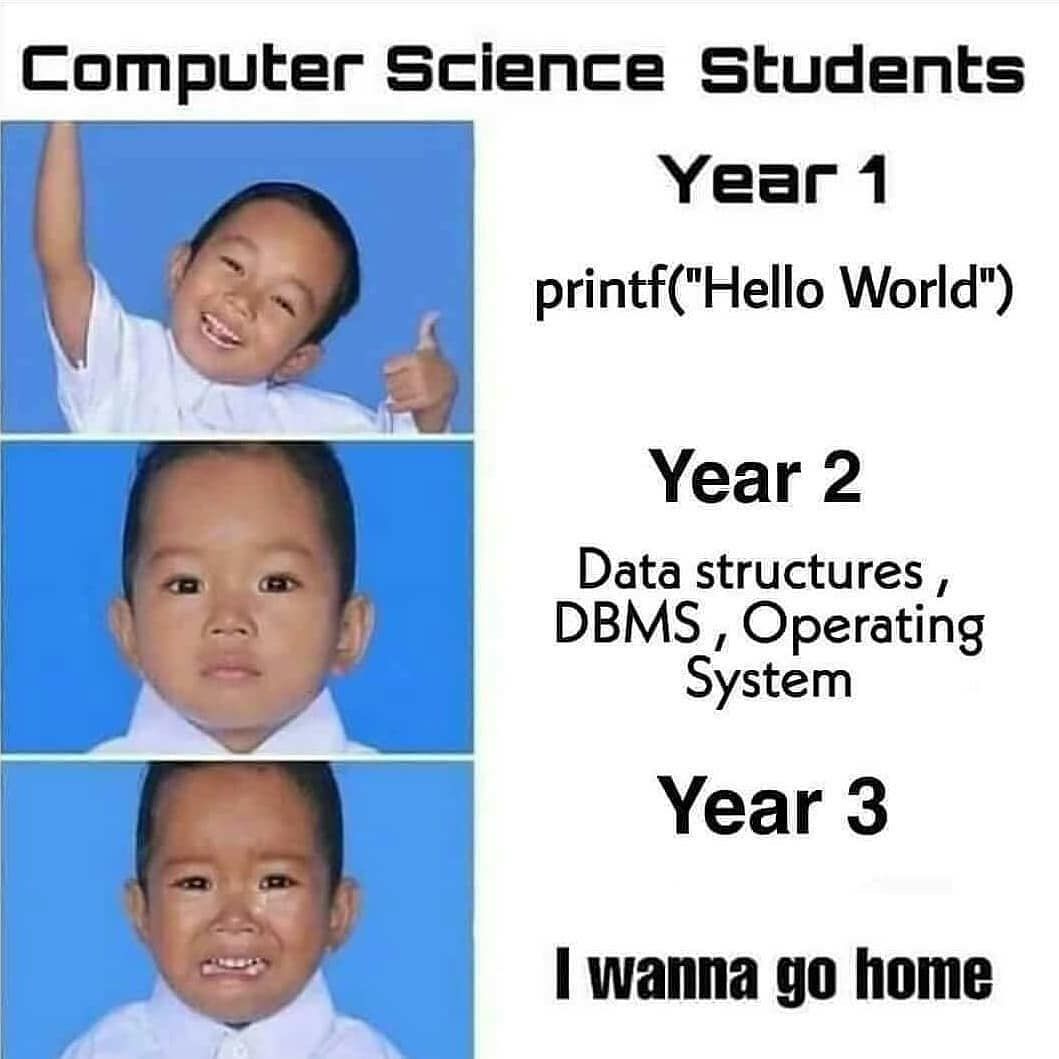 Computer Science Students
Year 1
printf("Hello World")
Year 2
Data structures ,
DBMS , Operating
System
Year 3
I wanna go home